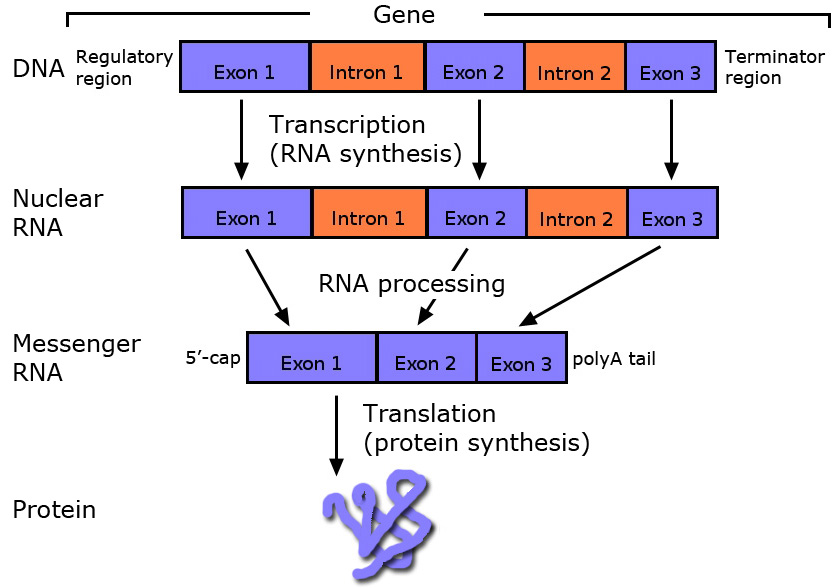 Gene
DNA
Regulatory
region
Exon 1
Intron 1
Exon 2
Intron 2
Exon 3
Terminator
region
Transcription
(RNA synthesis)
Nuclear
RNA
Exon 1
Intron 1
Exon 2
Intron 2
Exon 3
RNA processing
Messenger
RNA
5′-cap
Exon 1
Exon 2
Exon 3
polyA tail
Translation
(protein synthesis)
Protein